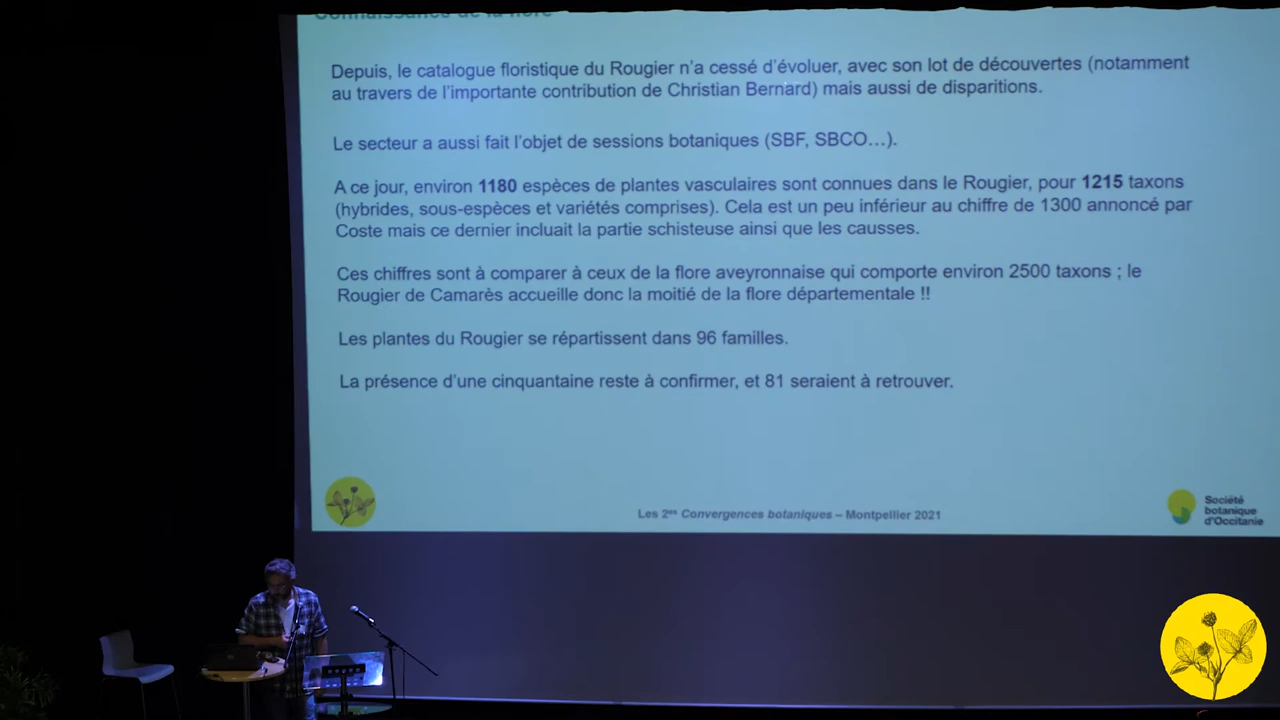 Connaissance de la flore
Depuis, le catalogue floristique du Rougier n'a cessé d'évoluer, avec son lot de découvertes (notamment
au travers de l'importante contribution de Christian Bernard) mais aussi de disparitions.
Le secteur a aussi fait l'objet de sessions botaniques (SBF, SBCO…).
A ce jour, environ 1180 espèces de plantes vasculaires sont connues dans le Rougier, pour 1215 taxons
(hybrides, sous-espèces et variétés comprises). Cela est un peu inférieur au chiffre de 1300 annoncé par
Coste mais ce dernier incluait la partie schisteuse ainsi que les causses.
Ces chiffres sont à comparer à ceux de la flore aveyronnaise qui comporte environ 2500 taxons ; le
Rougier de Camarès accueille donc la moitié de la flore départementale !!
Les plantes du Rougier se répartissent dans 96 familles.
La présence d'une cinquantaine reste à confirmer, et 81 seraient à retrouver.
Les 2es Convergences botaniques – Montpellier 2021
Société
botanique
d'Occitanie